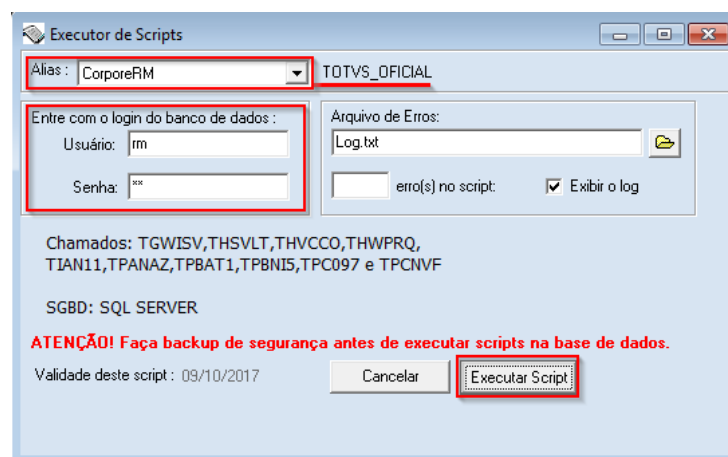 Executor de Scripts
Alias : CorporeRM TOTVS_OFICIAL
Entre com o login do banco de dados :
Usuário: rm
Senha: **
Arquivo de Erros:
Log.txt
erro(s) no script: Exibir o log
Chamados: TGWISV,THSVLT,THVCCO,THWPRQ,
TIAN11,TPANAZ,TPBAT1,TPBNI5,TPC097 e TPCNVF
SGBD: SQL SERVER
ATENÇÃO! Faça backup de segurança antes de executar scripts na base de dados.
Validade deste script : 09/10/2017 Cancelar Executar Script